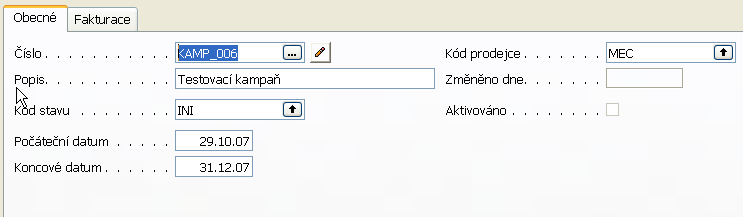 Obecné Fakturace
Číslo . . . . . . . . . . . . KAMP_006 ... Kód prodejce . . . . . . . MEC
Popis. . . . . . . . . . . . Testovací kampaň Změněno dne. . . . . . .
Kód stavu . . . . . . . . . INI Aktivováno . . . . . . . .
Počáteční datum . . . . . . 29.10.07
Koncové datum . . . . . . . 31.12.07